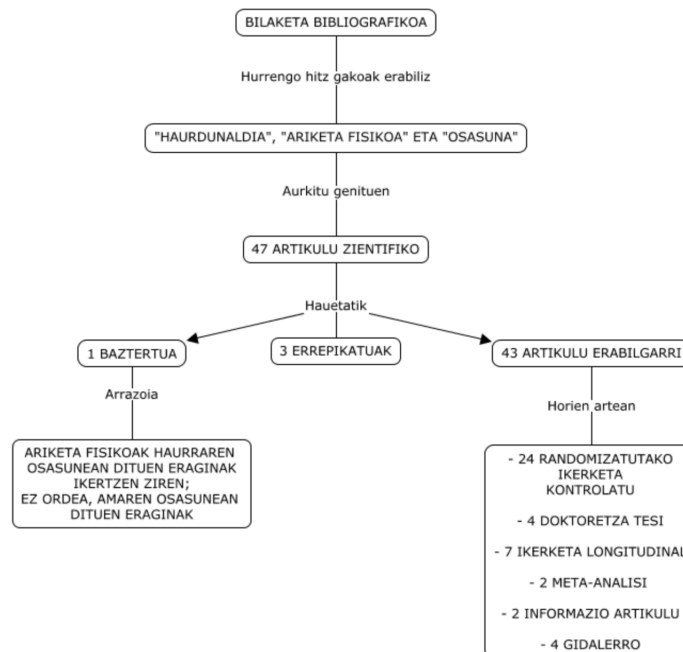 BILAKETA BIBLIOGRAFIKOA
Hurrengo hitz gakoak erabiliz
"HAURDUNALDIA", "ARIKETA FISIKOA" ETA "OSASUNA"
Aurkitu genituen
47 ARTIKULU ZIENTIFIKO
Hauetatik
1 BAZTERTUA
3 ERREPIKATUAK
43 ARTIKULU ERABILGARRI
Arrazoia
Horien artean
ARIKETA FISIKOAK HAURRAREN
OSASUNEAN DITUEN ERAGINAK
IKERTZEN ZIREN;
EZ ORDEA, AMAREN OSASUNEAN
DITUEN ERAGINAK
- 24 RANDOMIZATUTAKO
IKERKETA
KONTROLATU
- 4 DOKTORETZA TESI
- 7 IKERKETA LONGITUDINAL
- 2 META-ANALISI
- 2 INFORMAZIO ARTIKULU
- 4 GIDALERRO